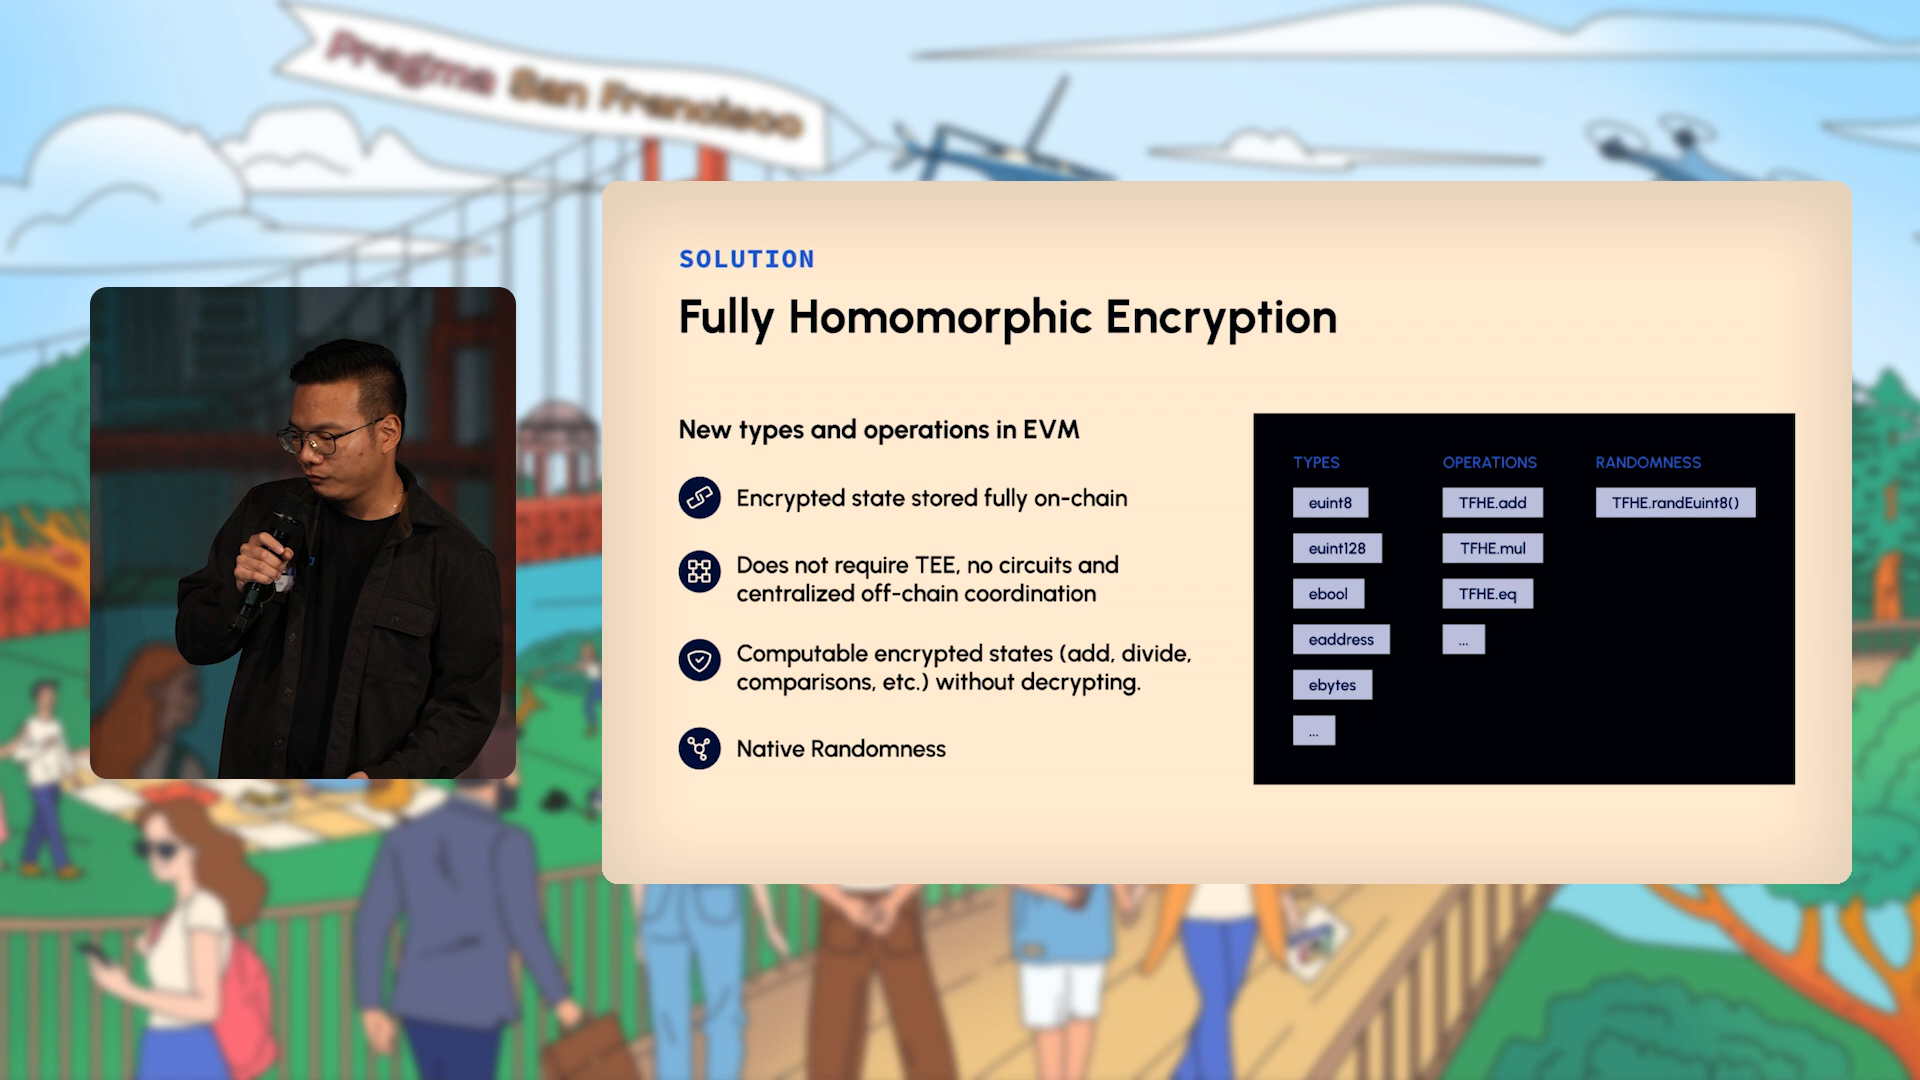 Pragma San Francisco
SOLUTION
Fully Homomorphic Encryption
New types and operations in EVM
Encrypted state stored fully on-chain
Does not require TEE, no circuits and
centralized off-chain coordination
Computable encrypted states (add, divide,
comparisons, etc.) without decrypting.
Native Randomness
TYPES OPERATIONS RANDOMNESS
euint8 TFHE.add TFHE.randEuint8()
euint128 TFHE.mul
ebool TFHE.eq
eaddress ...
ebytes
...